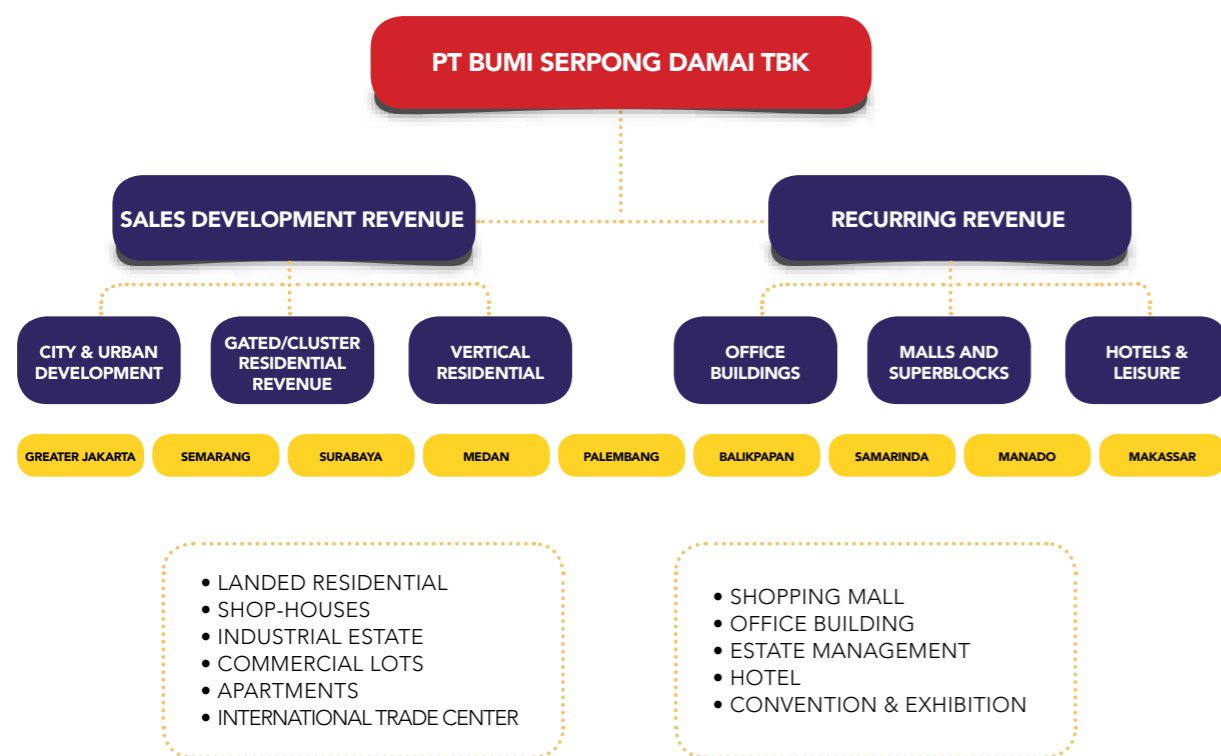 PT BUMI SERPONG DAMAI TBK
SALES DEVELOPMENT REVENUE
RECURRING REVENUE
CITY & URBAN
DEVELOPMENT
GATED/CLUSTER
RESIDENTIAL
REVENUE
VERTICAL
RESIDENTIAL
OFFICE
BUILDINGS
MALLS AND
SUPERBLOCKS
HOTELS &
LEISURE
GREATER JAKARTA
SEMARANG
SURABAYA
MEDAN
PALEMBANG
BALIKPAPAN
SAMARINDA
MANADO
MAKASSAR
• LANDED RESIDENTIAL
• SHOP-HOUSES
• INDUSTRIAL ESTATE
• COMMERCIAL LOTS
• APARTMENTS
• INTERNATIONAL TRADE CENTER
• SHOPPING MALL
• OFFICE BUILDING
• ESTATE MANAGEMENT
• HOTEL
• CONVENTION & EXHIBITION